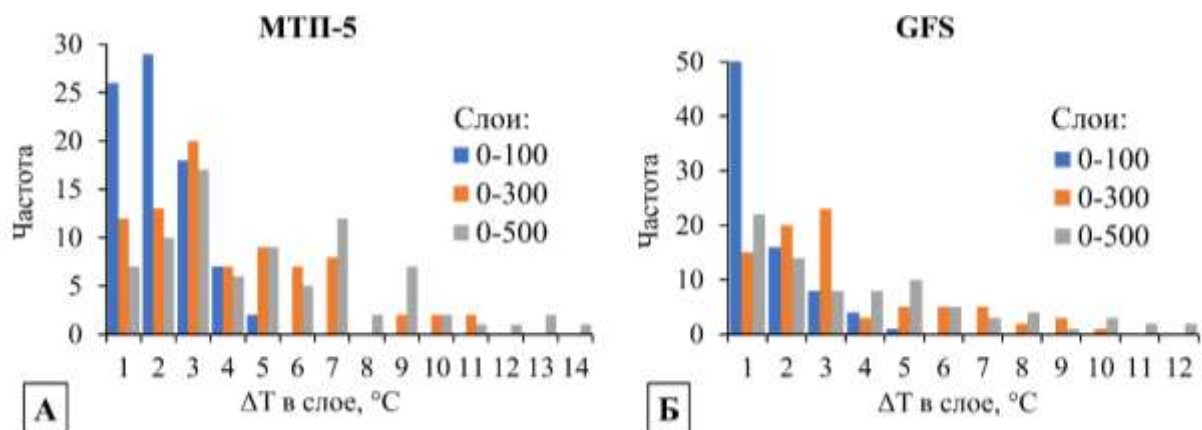 МТП-5
30
25
20
15
10
5
0
Частота
Слои:
0-100
0-300
0-500
1 2 3 4 5 6 7 8 9 10 11 12 13 14
ΔT в слое, °C
А
GFS
50
40
30
20
10
0
Частота
Слои:
0-100
0-300
0-500
1 2 3 4 5 6 7 8 9 10 11 12
ΔT в слое, °C
Б